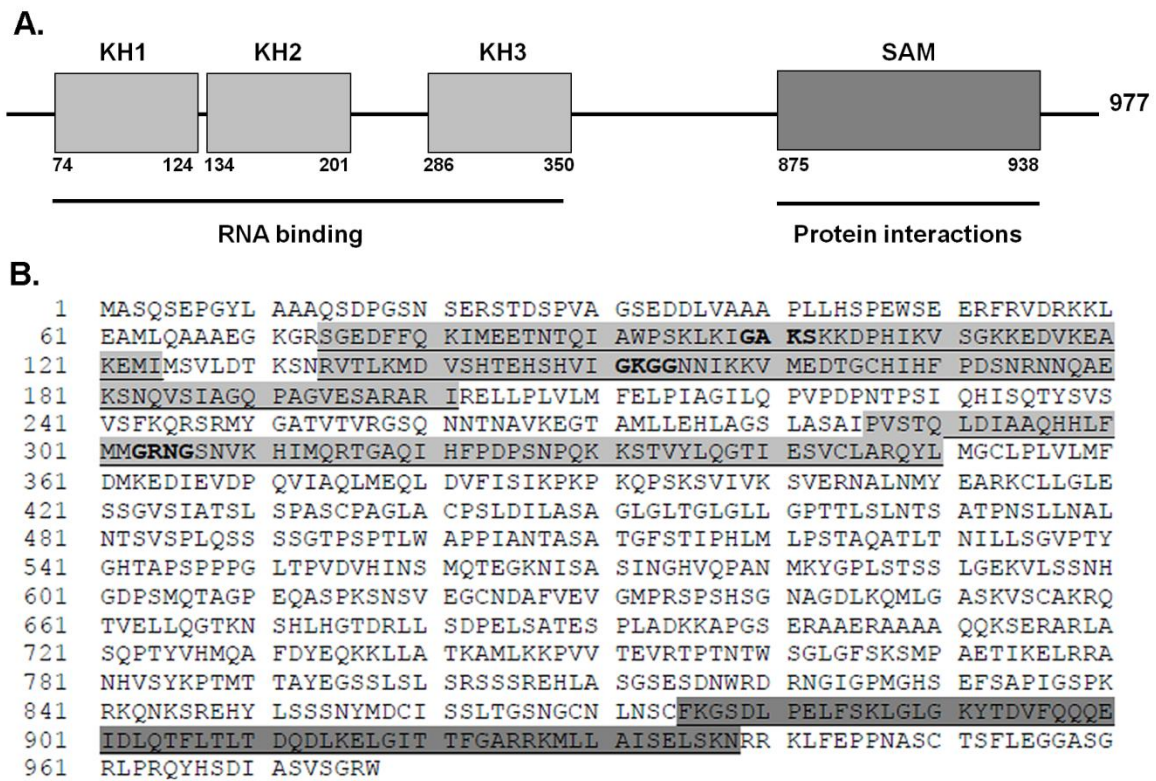 A.
KH1 KH2 KH3 SAM
977
74 124 134 201 286 350 875 938
RNA binding Protein interactions
B.
1 MASQSEPGYL AAAQSDPGSN SERSTDSPVA GSEDDLVAAA PLLHSPEWSE ERFRVDRKKL
61 EAMLQAAAEG KGRSGEDFFQ KIMEETNTQI AWPSKLKIGA KSKKDPHIKV SGKKEDVKEA
121 KEMIMSVLDT KSNRVTLKMD VSHTEHSHVI GKGGNNIKKV MEDTGCHIHF PDSNRNNQAE
181 KSNQVSIAGQ PAGVESARAR IRELLPLVLM FELPIAGILQ PVPDPNTPSI QHISQTYSVS
241 VSFKQRSRMY GATVTVRGSQ NNTNAVKEGT AMLLEHLAGS LASAIPVSTQ LDIAAQHHLF
301 MMGRNGSNVK HIMQRTGAQI HFPDPSNPQK KSTVYLQGTI ESVCLARQYL MGCLPLVLMF
361 DMKEDIEVDP QVIAQLMEQL DVFISIKPKP KQPSKSVIVK SVERNALNMY EARKCLLGLE
421 SSGVSIATSL SPASCPAGLA CPSLDILASA GLGLTGLGLL GPTTLSLNTS ATPNSLLNAL
481 NTSVSPLQSS SSGTPSPTLW APPIANTASA TGFSTIPHLM LPSTAQATLT NILLSGVPTY
541 GHTAPSPPPG LTPVDVHINS MQTEGKNISA SINGHVQPAN MKYGPLSTSS LGEKVLSSNH
601 GDPSMQTAGP EQASPKSNSV EGCNDAFVEV GMPRSPSHSG NAGDLKQMLG ASKVSCAKRQ
661 TVELLQGTKN SHLHGTDRLL SDPELSATES PLADKKAPGS ERAAERAAAA QQKSERARLA
721 SQPTYVHMQA FDYEQKKLLA TKAMLKKPVV TEVRTPTNTW SGLGFSKSMP AETIKELRRA
781 NHVSYKPTMT TAYEGSSLSL SRSSSREHLA SGSESDNWRD RNGIGPMGHS EFSAPIGSPK
841 RKQNKSREHY LSSSNYMDCI SSLTGSNGCN LNSCFKGSDL PELFSKLGLG KYTDVFQQQE
901 IDLQTFLTLT DQDLKELGIT TFGARRKMLL AISELSKNRR KLFEPPNASC TSFLEGGASG
961 RLPRQYHSDI ASVSGRW